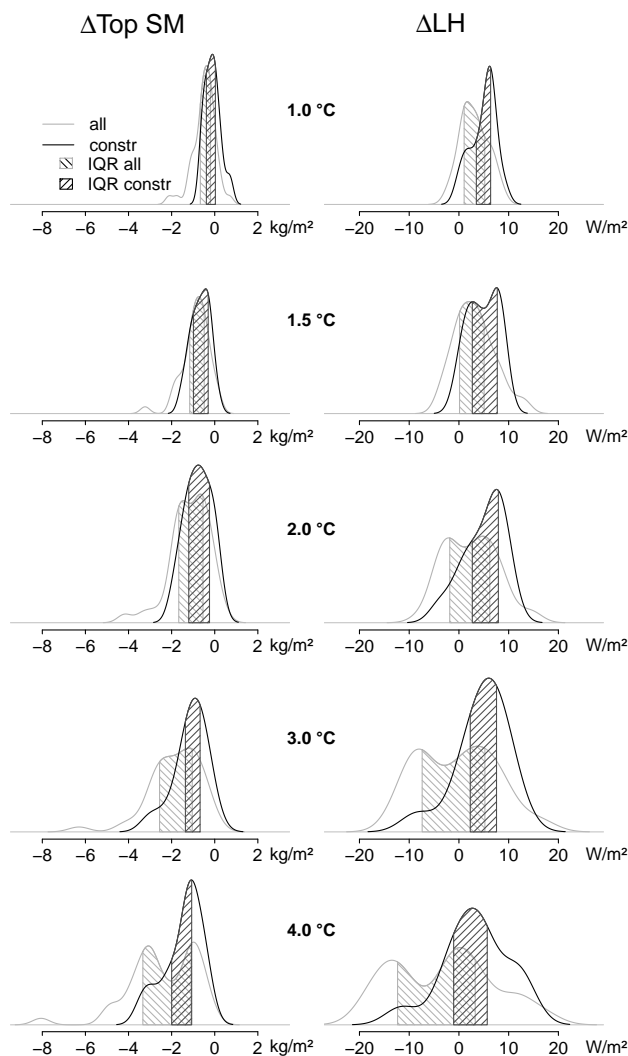 ΔTop SM ΔLH
1.0 °C
all
constr
IQR all
IQR constr
−8 −6 −4 −2 0 2 kg/m² −20 −10 0 10 20 W/m²
1.5 °C
−8 −6 −4 −2 0 2 kg/m² −20 −10 0 10 20 W/m²
2.0 °C
−8 −6 −4 −2 0 2 kg/m² −20 −10 0 10 20 W/m²
3.0 °C
−8 −6 −4 −2 0 2 kg/m² −20 −10 0 10 20 W/m²
4.0 °C
−8 −6 −4 −2 0 2 kg/m² −20 −10 0 10 20 W/m²